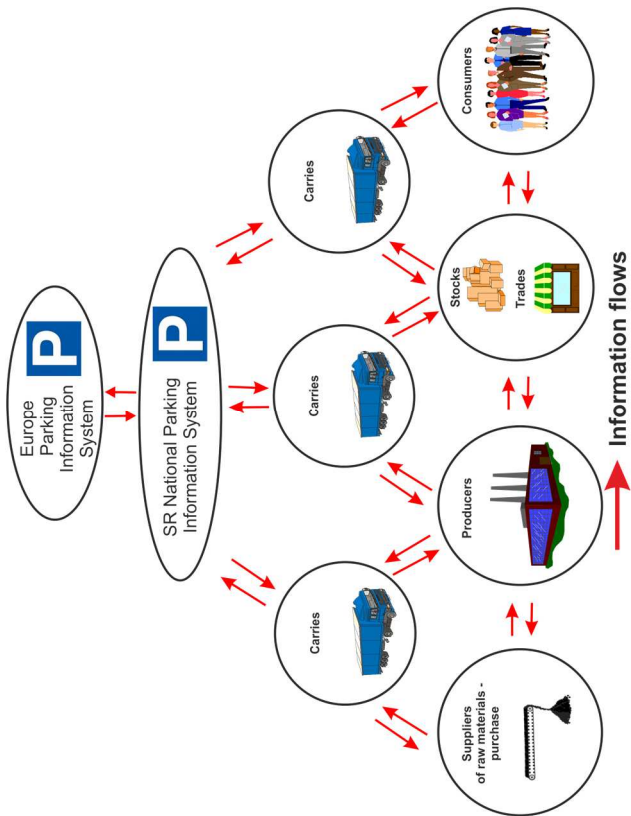 Europe
Parking
Information
System
P
SR National Parking
Information System
P
Carries
Carries
Carries
Suppliers
of raw materials -
purchase
Producers
Stocks
Trades
Consumers
Information flows